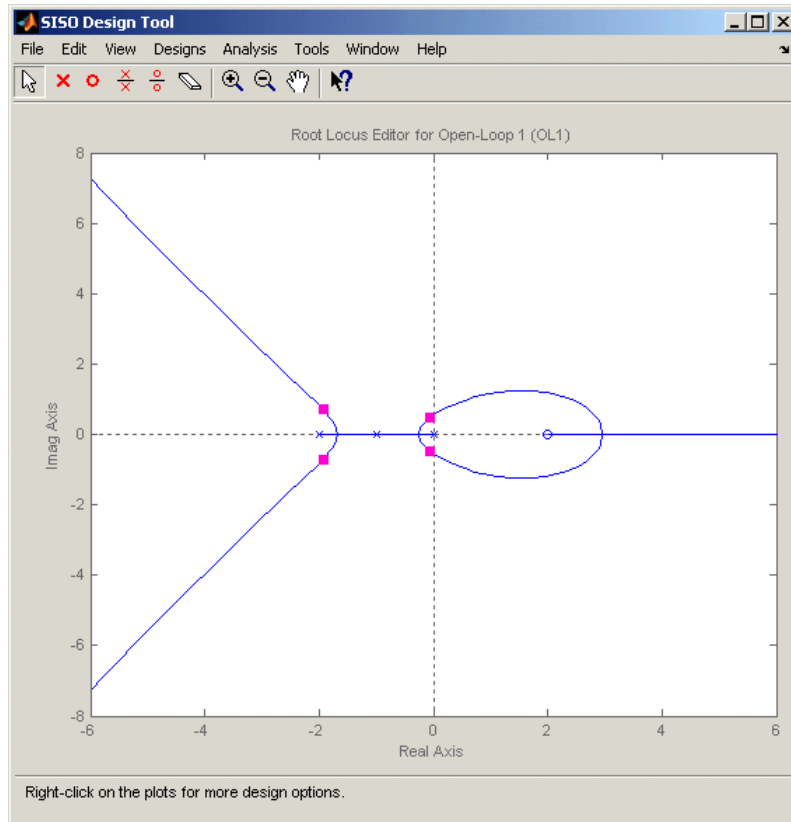 SISO Design Tool
File Edit View Designs Analysis Tools Window Help
Root Locus Editor for Open-Loop 1 (OL1)
8
6
4
2
0
-2
-4
-6
-8
Imag Axis
-6 -4 -2 0 2 4 6
Real Axis
Right-click on the plots for more design options.